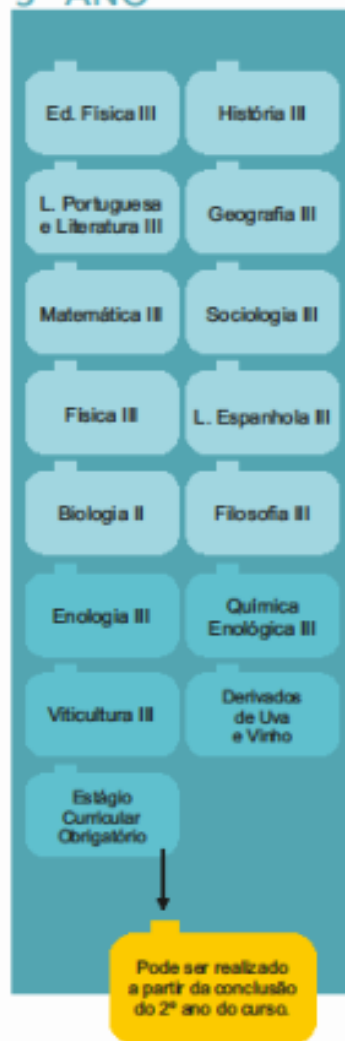 ANO
Ed. Física III
História III
L. Portuguesa
e Literatura III
Geografia III
Matemática III
Sociologia III
Física III
L. Espanhola III
Biologia II
Filosofia III
Enologia III
Química
Enológica III
Viticultura III
Derivados
de Uva
e Vinho
Estágio
Curricular
Obrigatório
Pode ser realizado
a partir da conclusão
do 2º ano do curso.